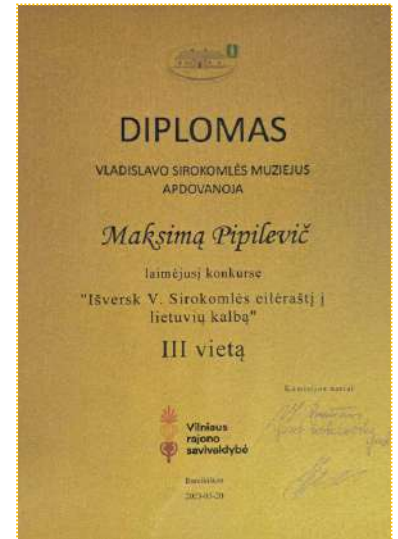 DIPLOMAS
VLADISLAVO SIROKOMLĖS MUZIEJUS
APDOVANOJA
Maksimą Pipilevič
laimėjusį konkurse
"Išversk V. Sirokomlės eilėraštį į
lietuvių kalbą"
III vietą
Komisijos nariai
Vilniaus
rajono
savivaldybė